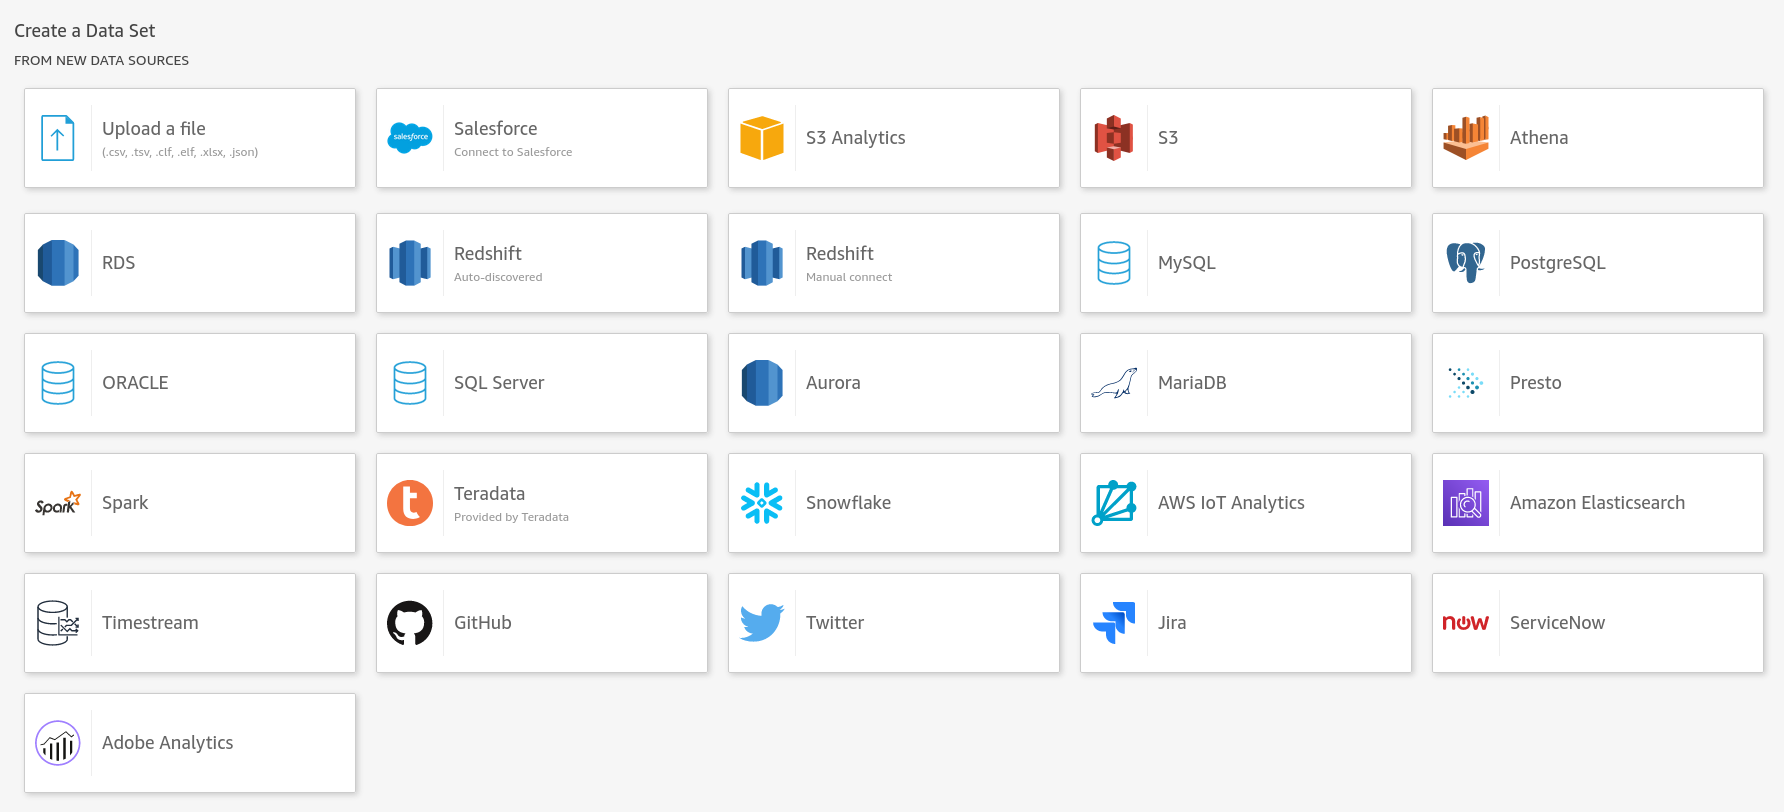 Create a Data Set
FROM NEW DATA SOURCES
Upload a file
(.csv, .tsv, .clf, .elf, .xlsx, .json)
salesforce
Salesforce
Connect to Salesforce
S3 Analytics
S3
Athena
RDS
Redshift
Auto-discovered
Redshift
Manual connect
MySQL
PostgreSQL
ORACLE
SQL Server
Aurora
MariaDB
Presto
Spark
Spark
t
Teradata
Provided by Teradata
Snowflake
AWS IoT Analytics
Amazon Elasticsearch
Timestream
GitHub
Twitter
Jira
now
ServiceNow
Adobe Analytics